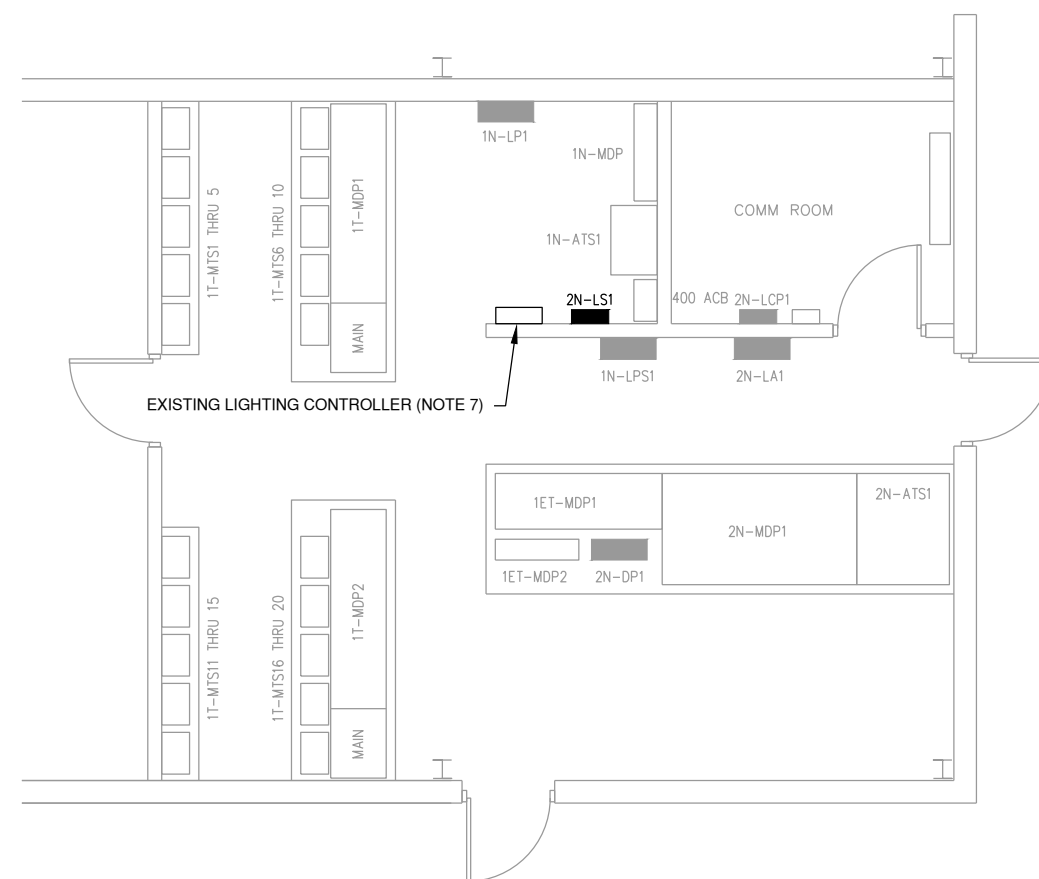 1N-LP1
1N-MDP
COMM ROOM
1T-MTS1 THRU 5
1T-MTS6 THRU 10
1T-MDP1
1N-ATS1
2N-LS1
400 ACB
2N-LCP1
MAIN
1N-LPS1
2N-LA1
EXISTING LIGHTING CONTROLLER (NOTE 7)
1ET-MDP1
2N-MDP1
2N-ATS1
1ET-MDP2
2N-DP1
1T-MTS11 THRU 15
1T-MTS16 THRU 20
1T-MDP2
MAIN